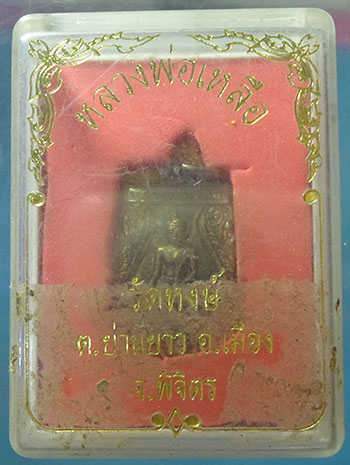 หลวงพ่อเหลือ
วัดหงษ์
ต.ย่านยาว อ.เมือง
จ.พิจิตร